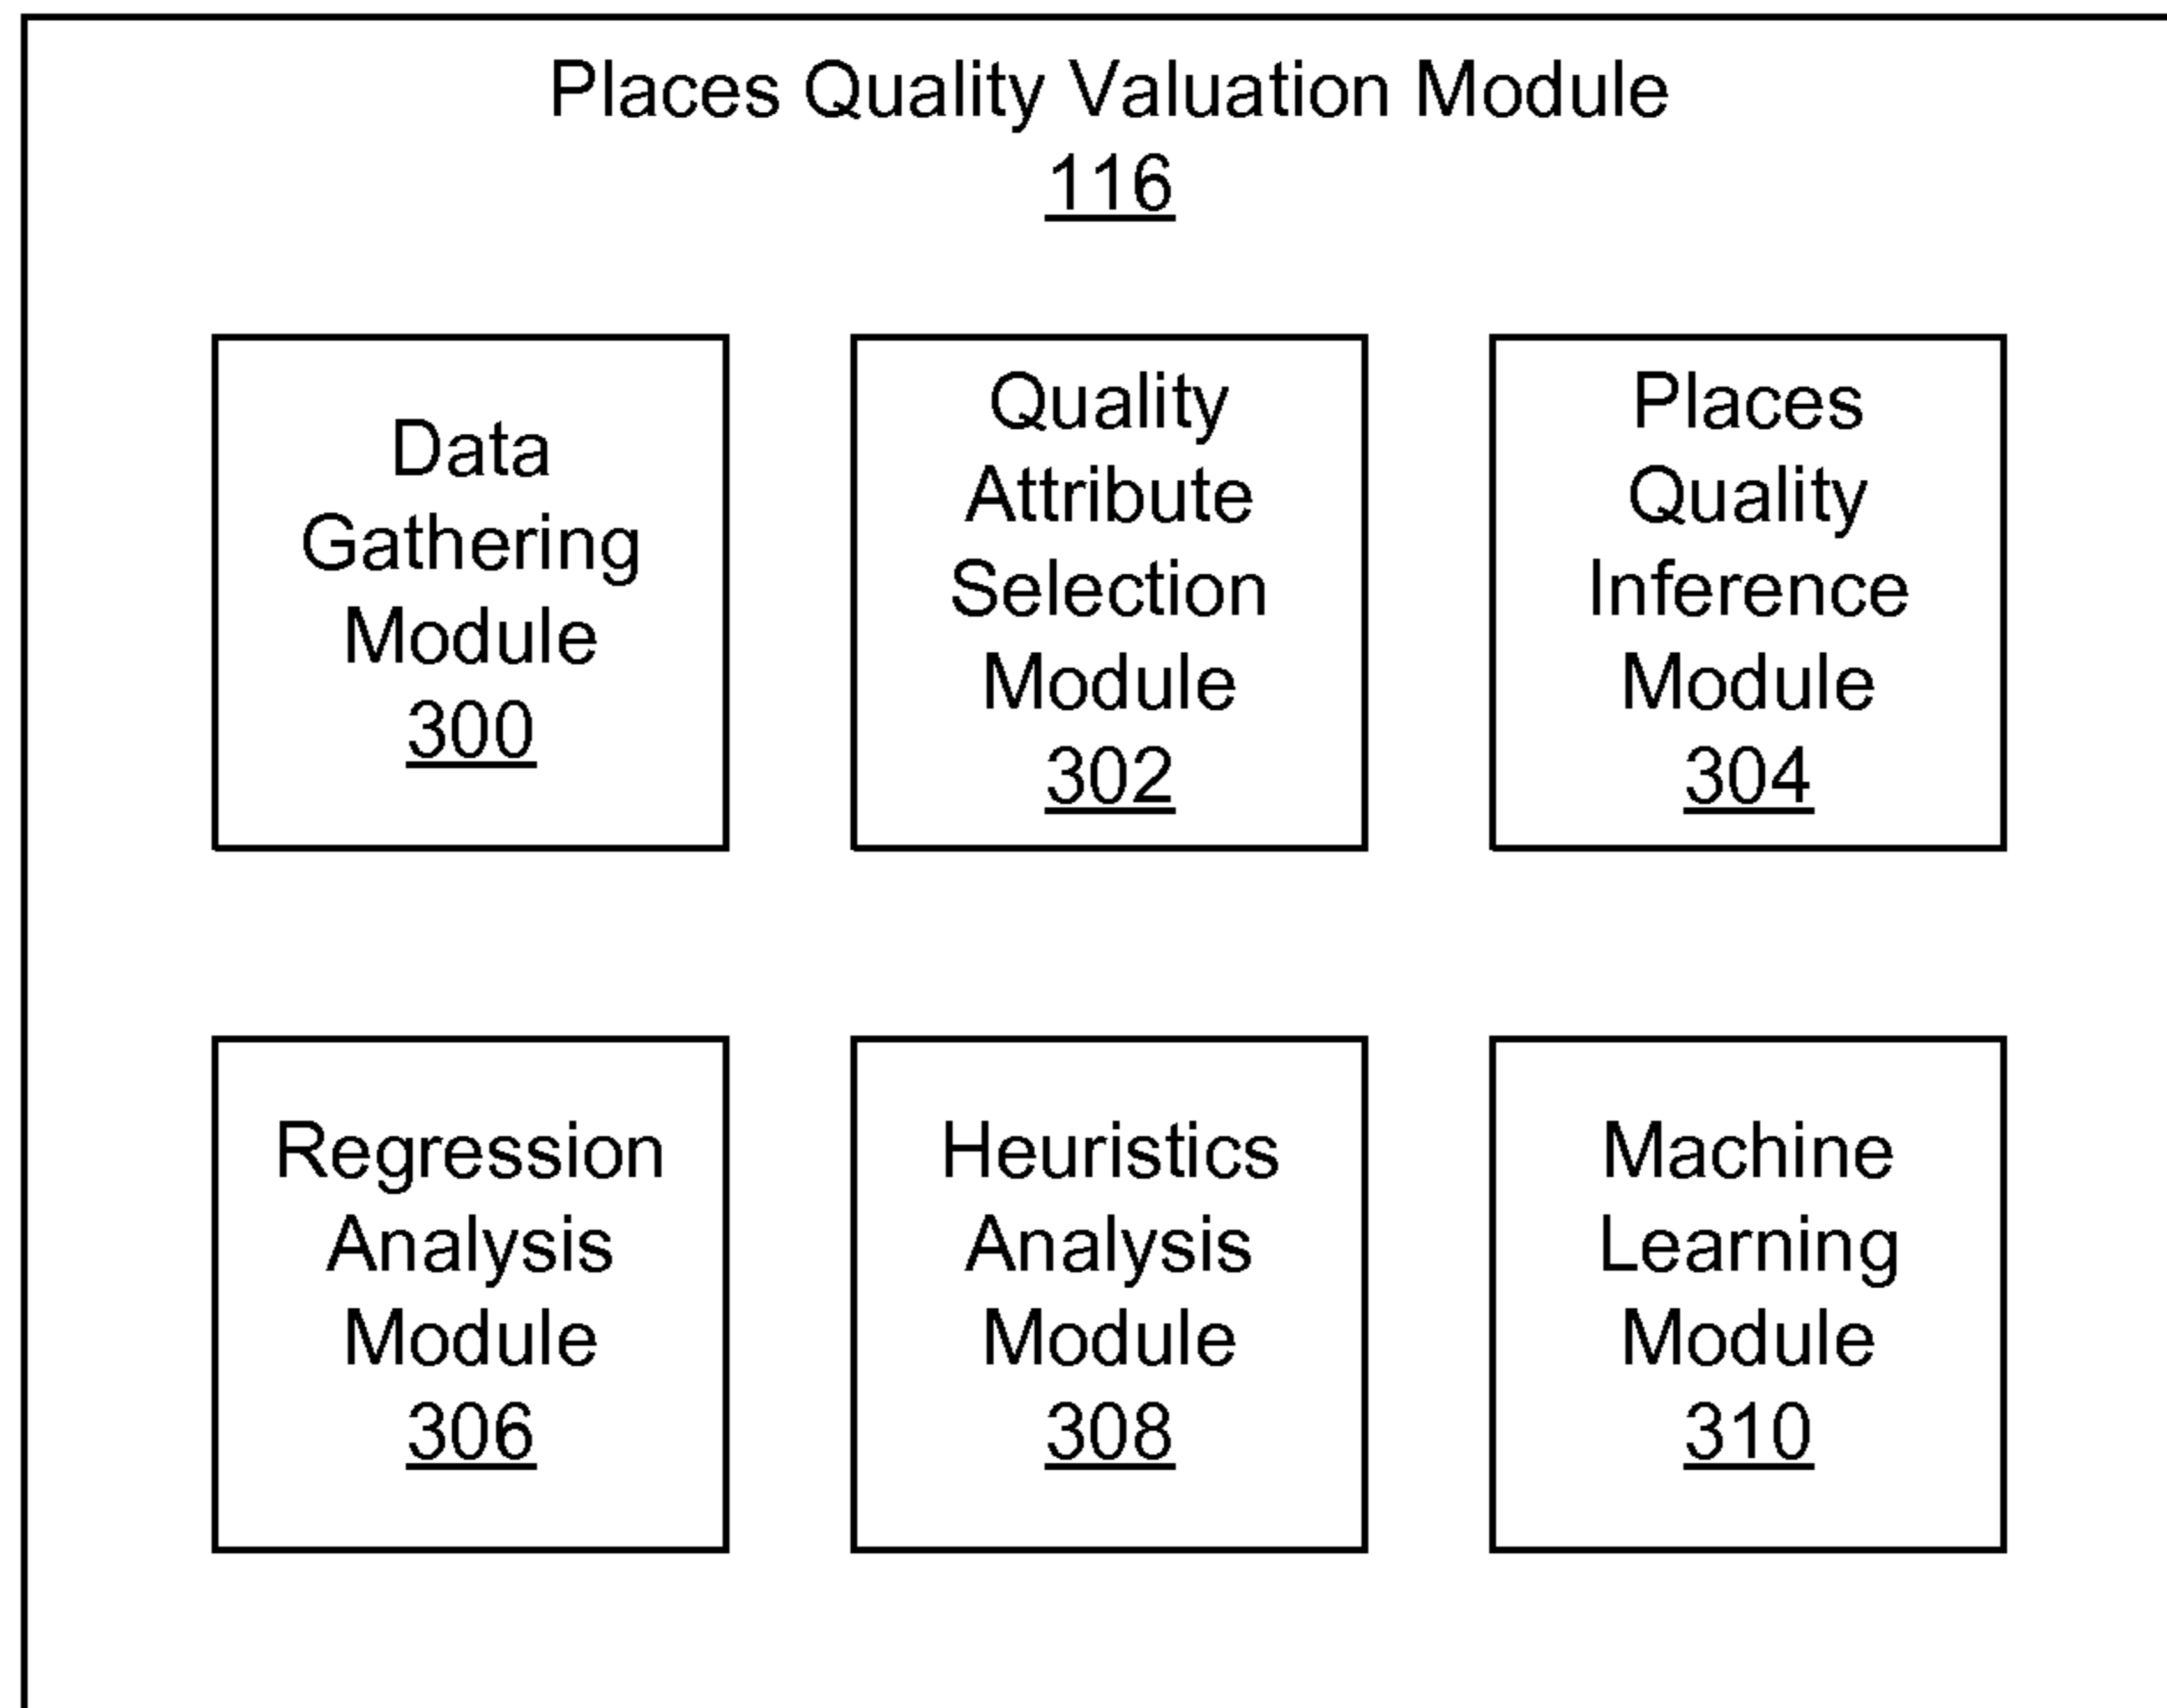 Places Quality Valuation Module
116
Data
Gathering
Module
300
Quality
Attribute
Selection
Module
302
Places
Quality
Inference
Module
304
Regression
Analysis
Module
306
Heuristics
Analysis
Module
308
Machine
Learning
Module
310